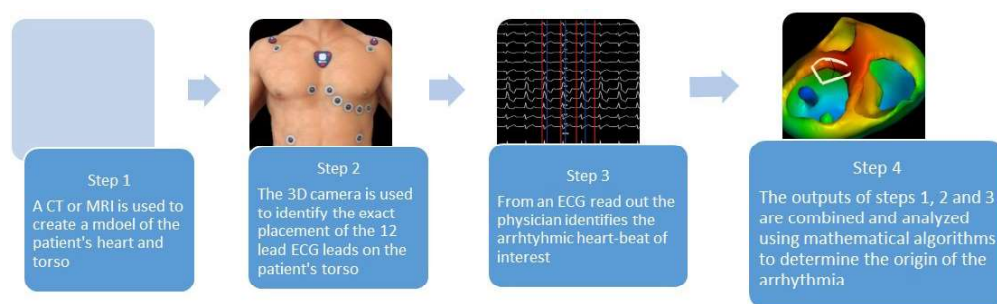 Step 1
A CT or MRI is used to
create a mdoel of the
patient's heart and
torso
Step 2
The 3D camera is used
to identify the exact
placement of the 12
lead ECG leads on the
patient's torso
Step 3
From an ECG read out the
physician identifies the
arrhtyhmic heart-beat of
interest
Step 4
The outputs of steps 1, 2 and 3
are combined and analyzed
using mathematical algorithms
to determine the origin of the
arrhythmia